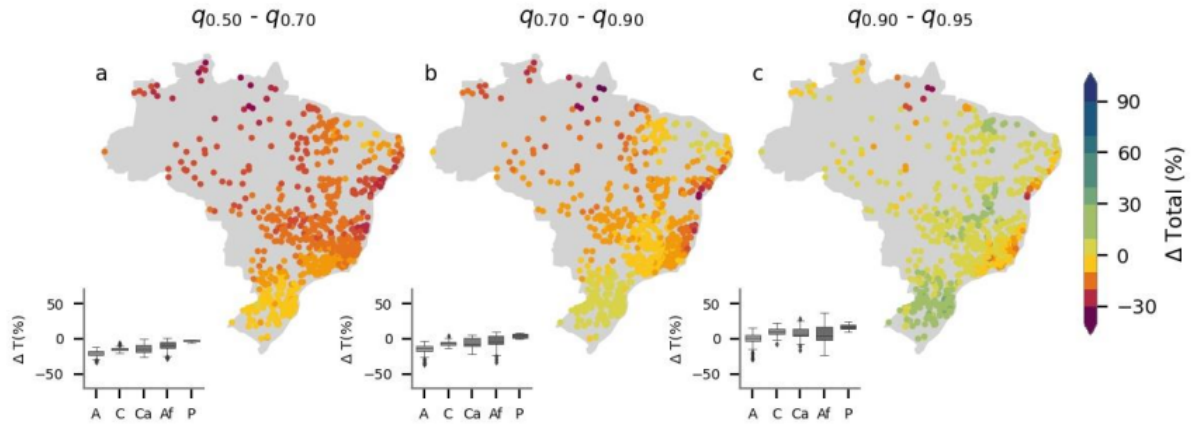 q0.50 - q0.70
q0.70 - q0.90
q0.90 - q0.95
a
b
c
90
60
30
0
−30
Δ Total (%)
50
0
−50
Δ T(%)
A C Ca Af P
50
0
−50
Δ T(%)
A C Ca Af P
50
0
−50
Δ T(%)
A C Ca Af P